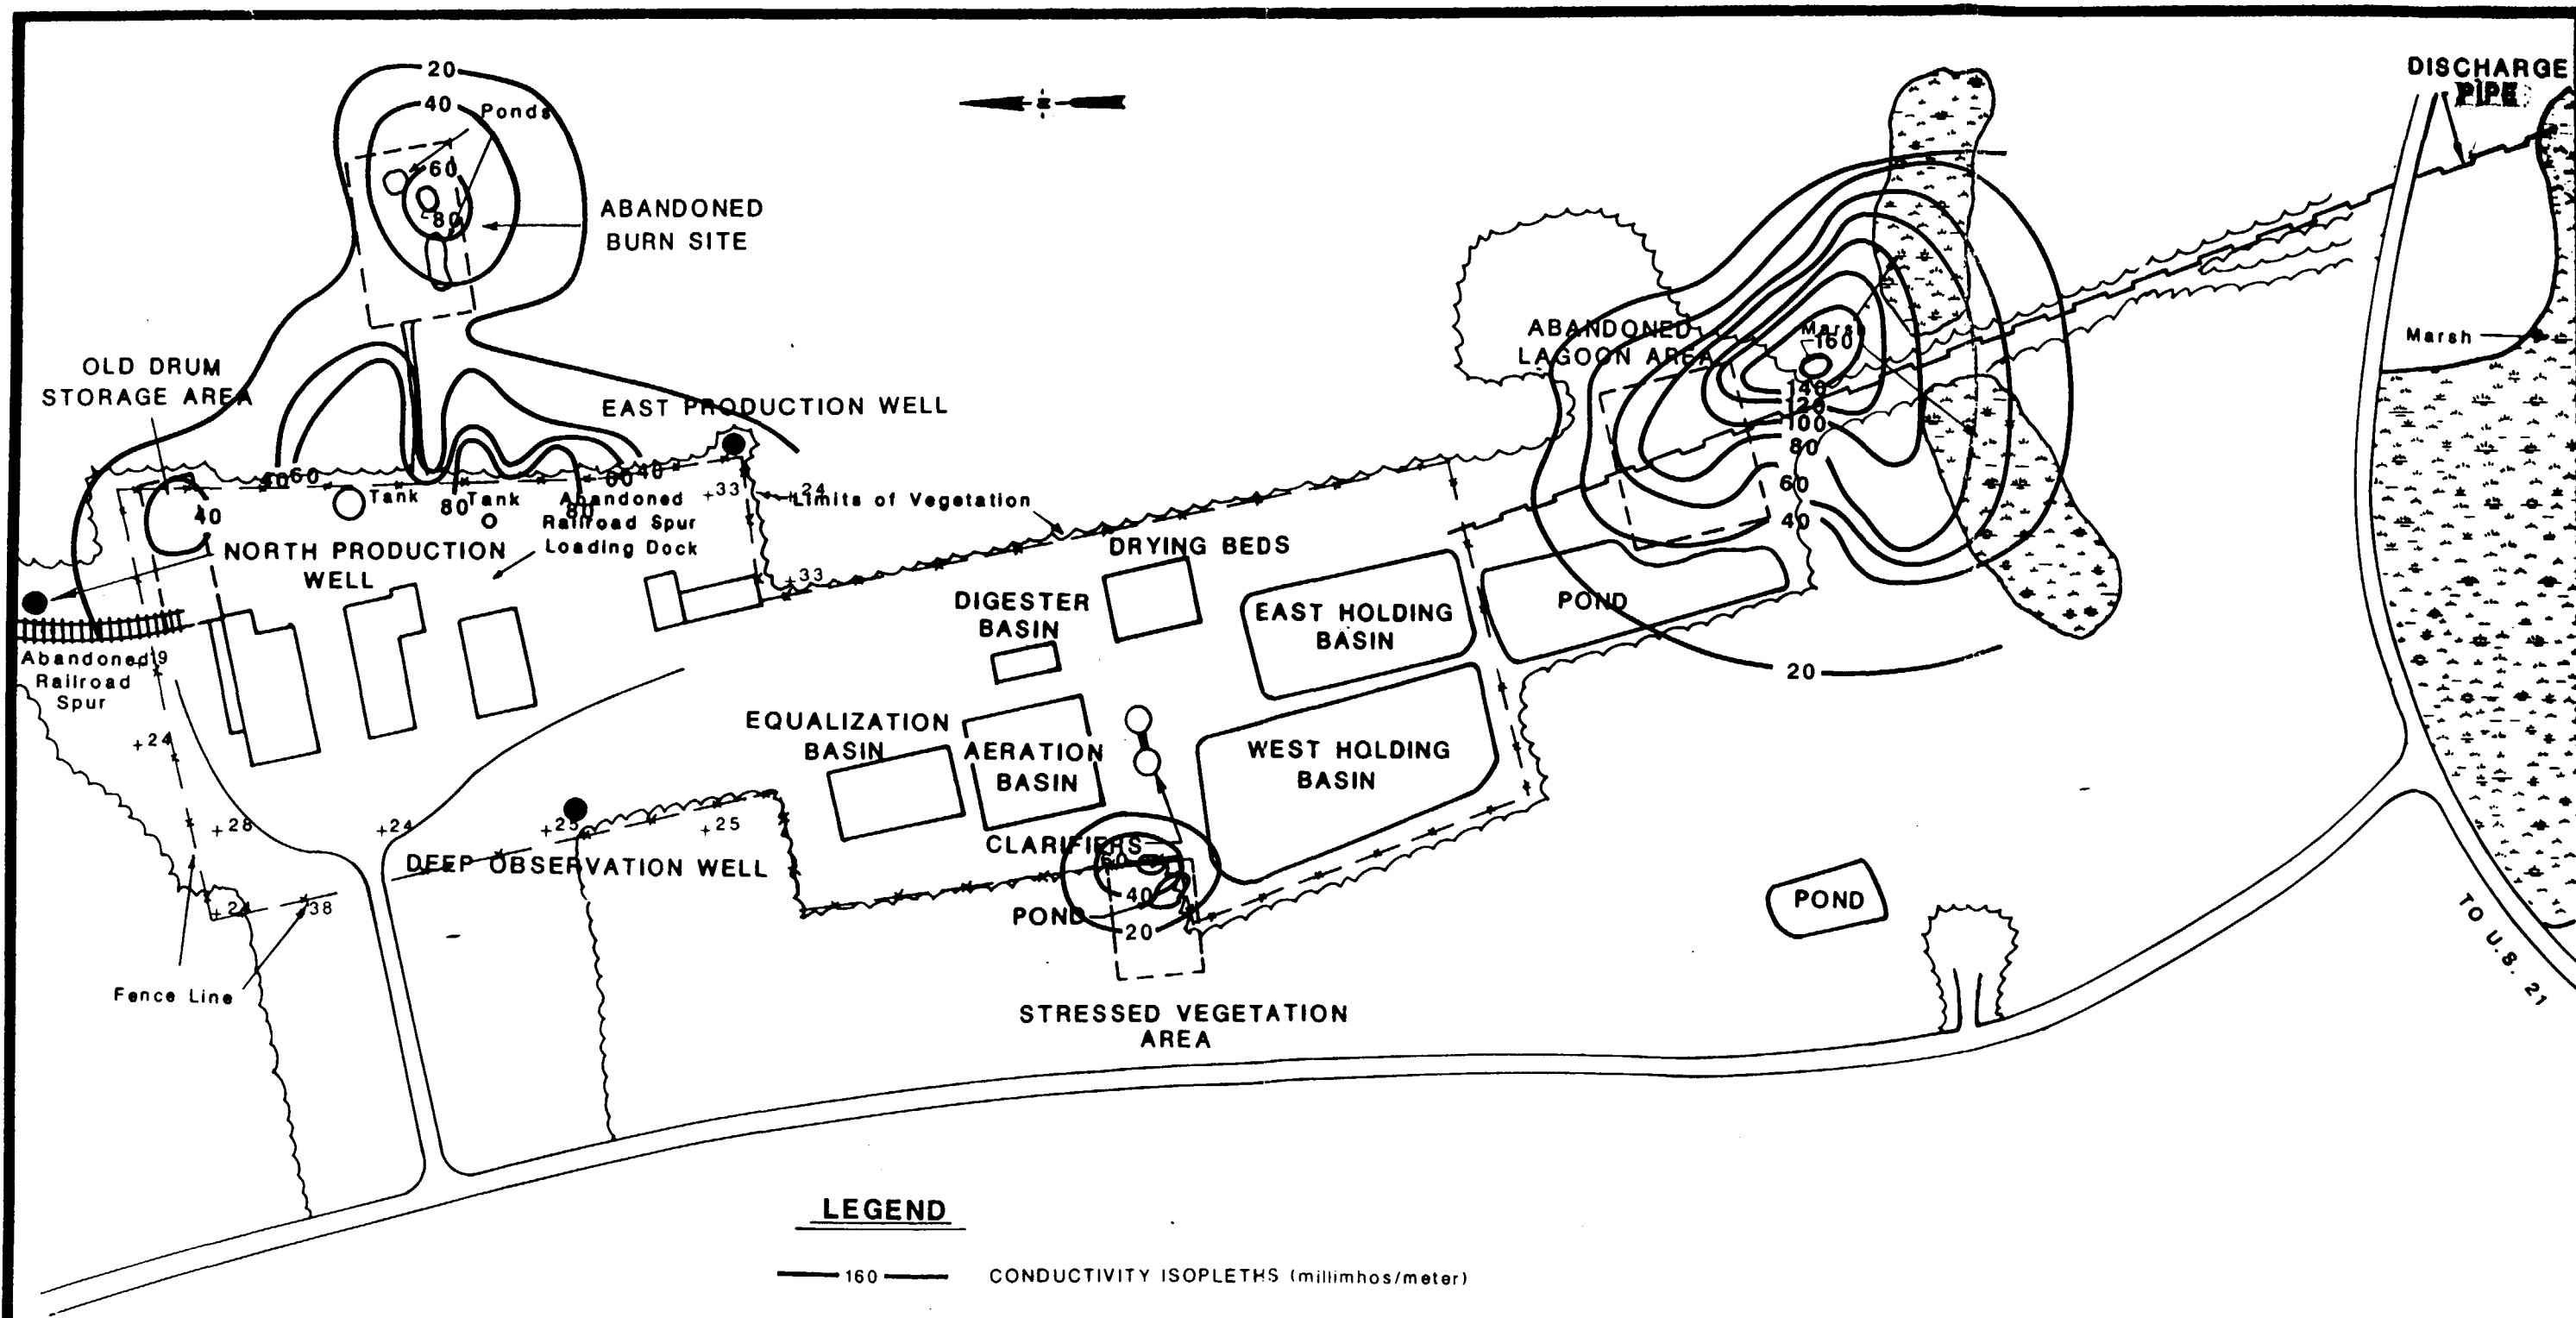 DISCHARGE
PIPE
20
40
Ponds
60
80
ABANDONED
BURN SITE
OLD DRUM
STORAGE AREA
EAST PRODUCTION WELL
ABANDONED
LAGOON AREA
Marsh
160
140
120
100
80
60
40
20
Marsh
40
60
60
40
Tank
80
Tank
Abandoned
Railroad Spur
Loading Dock
80
+33
+24
Limits of Vegetation
40
NORTH PRODUCTION
WELL
+33
DRYING BEDS
DIGESTER
BASIN
EAST HOLDING
BASIN
POND
Abandoned
Railroad
Spur
+24
EQUALIZATION
BASIN
AERATION
BASIN
WEST HOLDING
BASIN
+28
+24
+25
+25
DEEP OBSERVATION WELL
CLARIFIERS
60
40
POND
20
+24
38
Fence Line
POND
TO U.S. 21
STRESSED VEGETATION
AREA
LEGEND
160
CONDUCTIVITY ISOPLETHS (millimhos/meter)